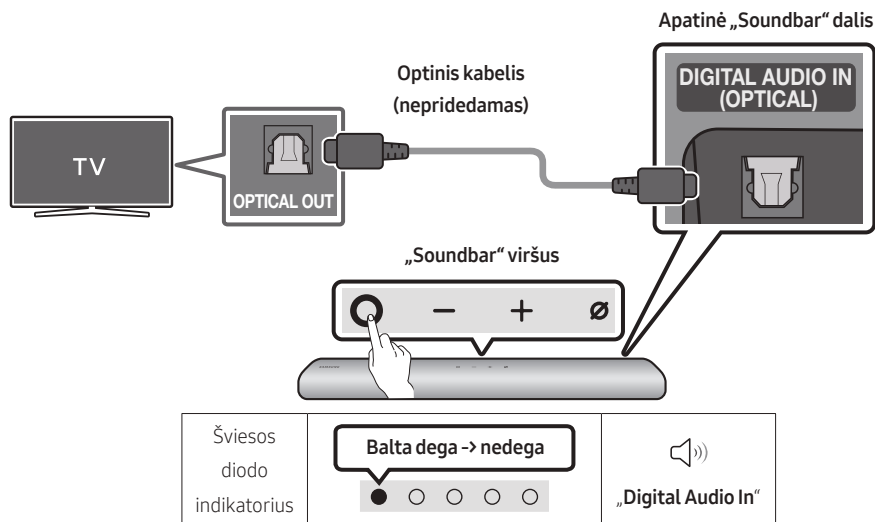 Apatinė „Soundbar“ dalis
Optinis kabelis
(nepridedamas)
DIGITAL AUDIO IN
(OPTICAL)
TV
OPTICAL OUT
„Soundbar“ viršus
Šviesos
diodo
indikatorius
Balta dega -> nedega
„Digital Audio In“